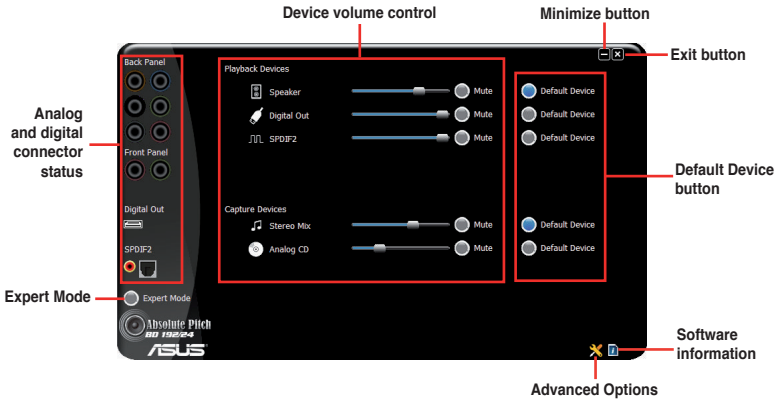 Device volume control
Minimize button
Exit button
Back Panel
Playback Devices
Speaker Mute Default Device
Digital Out Mute Default Device
SPDIF2 Mute Default Device
Analog
and digital
connector
status
Front Panel
Default Device
button
Digital Out
Capture Devices
Stereo Mix Mute Default Device
Analog CD Mute Default Device
SPDIF2
Expert Mode
Expert Mode
Absolute Pitch
BD 192/24
ASUS
Software
information
Advanced Options